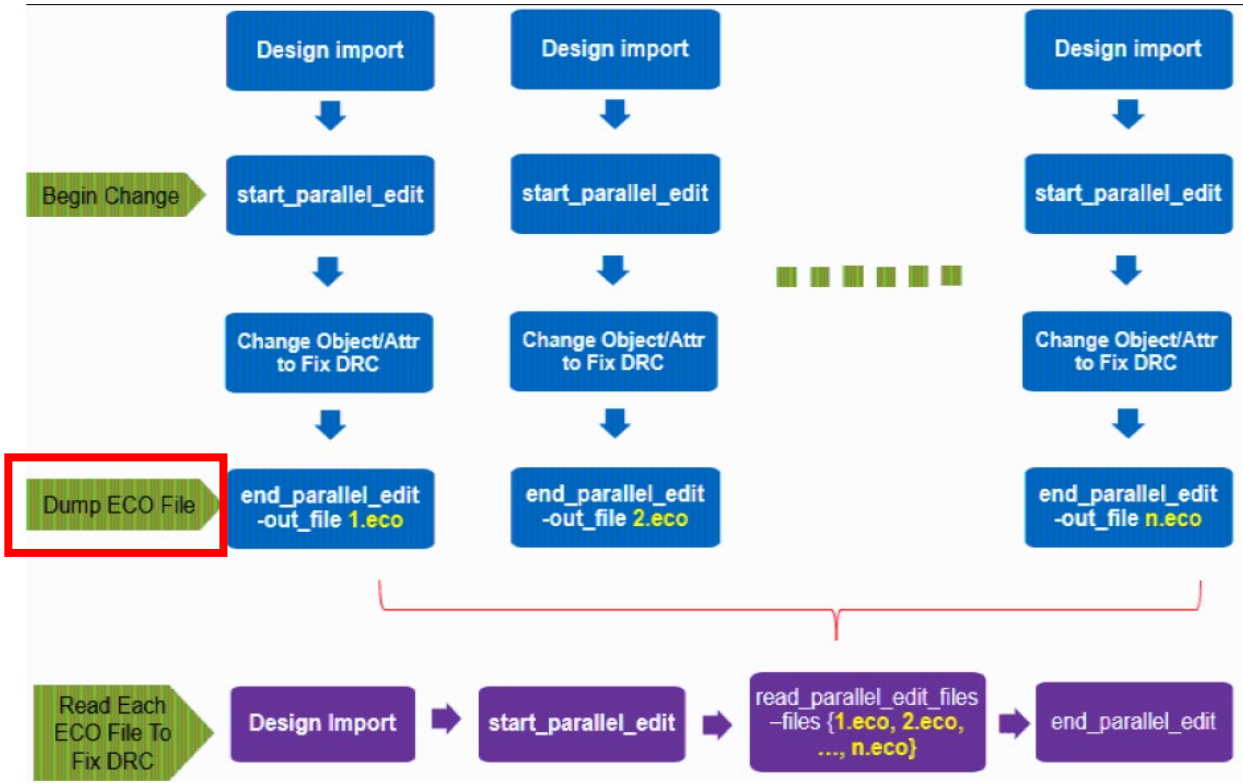 Design import
Design import
Design import
Begin Change
start_parallel_edit
start_parallel_edit
start_parallel_edit
Change Object/Attr
to Fix DRC
Change Object/Attr
to Fix DRC
Change Object/Attr
to Fix DRC
Dump ECO File
end_parallel_edit
-out_file 1.eco
end_parallel_edit
-out_file 2.eco
end_parallel_edit
-out_file n.eco
Read Each
ECO File To
Fix DRC
Design Import
start_parallel_edit
read_parallel_edit_files
–files {1.eco, 2.eco,
…, n.eco}
end_parallel_edit